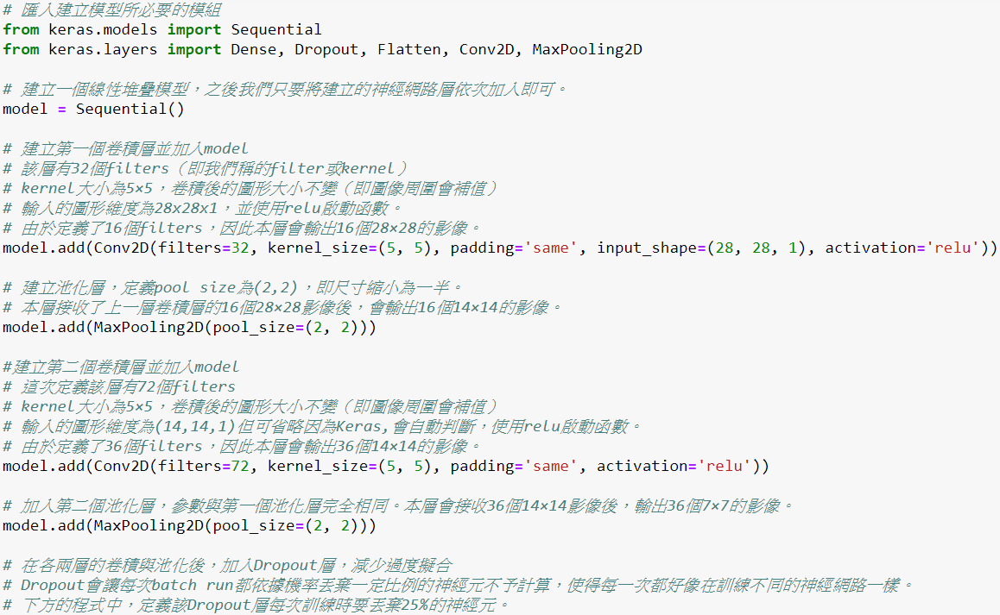 # 匯入建立模型所必要的模組
from keras.models import Sequential
from keras.layers import Dense, Dropout, Flatten, Conv2D, MaxPooling2D
# 建立一個線性堆疊模型，之後我們只要將建立的神經網路層依次加入即可。
model = Sequential()
# 建立第一個卷積層並加入model
# 該層有32個filters（即我們稱的filter或kernel）
# kernel大小為5×5，卷積後的圖形大小不變（即圖像周圍會補值）
# 輸入的圖形維度為28x28x1，並使用relu啟動函數。
# 由於定義了16個filters，因此本層會輸出16個28×28的影像。
model.add(Conv2D(filters=32, kernel_size=(5, 5), padding='same', input_shape=(28, 28, 1), activation='relu'))
# 建立池化層，定義pool size為(2,2)，即尺寸縮小為一半。
# 本層接收了上一層卷積層的16個28×28影像後，會輸出16個14×14的影像。
model.add(MaxPooling2D(pool_size=(2, 2)))
#建立第二個卷積層並加入model
# 這次定義該層有72個filters
# kernel大小為5×5，卷積後的圖形大小不變（即圖像周圍會補值）
# 輸入的圖形維度為(14,14,1)但可省略因為Keras,會自動判斷，使用relu啟動函數。
# 由於定義了36個filters，因此本層會輸出36個14×14的影像。
model.add(Conv2D(filters=72, kernel_size=(5, 5), padding='same', activation='relu'))
# 加入第二個池化層，參數與第一個池化層完全相同。本層會接收36個14×14影像後，輸出36個7×7的影像。
model.add(MaxPooling2D(pool_size=(2, 2)))
# 在各兩層的卷積與池化後，加入Dropout層，減少過度擬合
# Dropout會讓每次batch run都依據機率丟棄一定比例的神經元不予計算，使得每一次都好像在訓練不同的神經網路一樣。
# 下方的程式中，定義該Dropout層每次訓練時要丟棄25%的神經元。